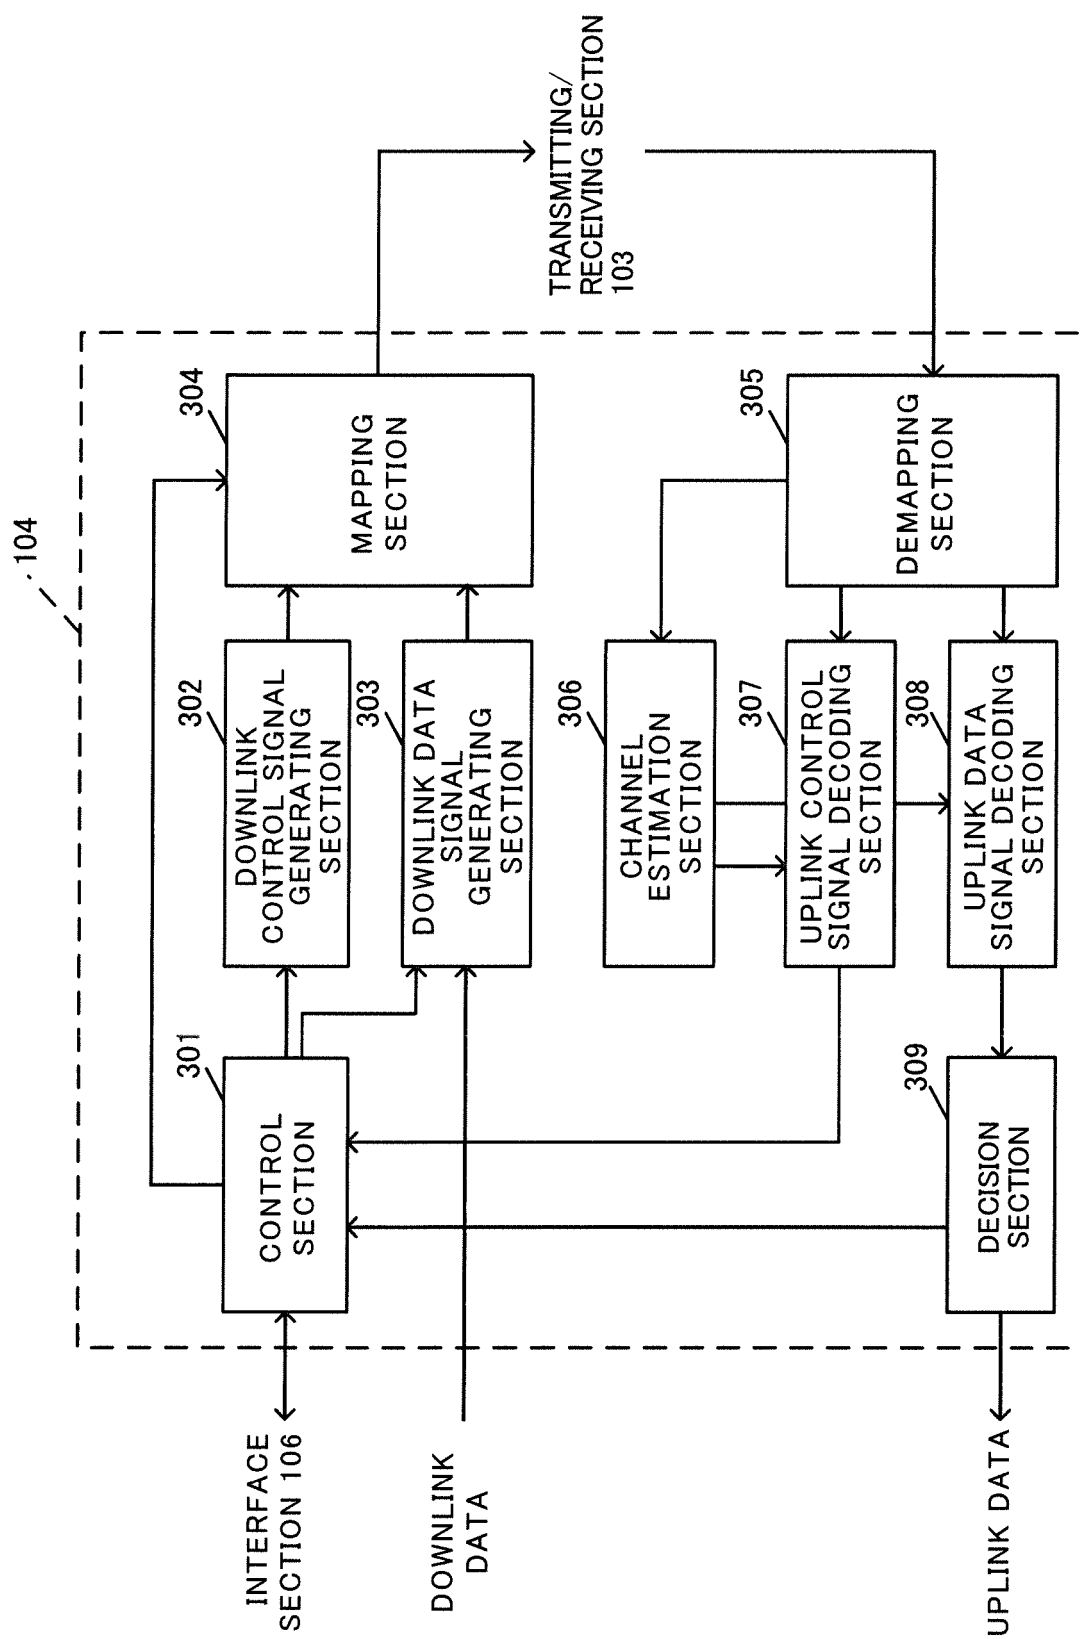 104
INTERFACE
SECTION 106
DOWNLINK
DATA
UPLINK DATA
301
CONTROL
SECTION
302
DOWNLINK
CONTROL SIGNAL
GENERATING
SECTION
303
DOWNLINK DATA
SIGNAL
GENERATING
SECTION
304
MAPPING
SECTION
TRANSMITTING/
RECEIVING SECTION
103
305
DEMAPPING
SECTION
306
CHANNEL
ESTIMATION
SECTION
307
UPLINK CONTROL
SIGNAL DECODING
SECTION
308
UPLINK DATA
SIGNAL DECODING
SECTION
309
DECISION
SECTION